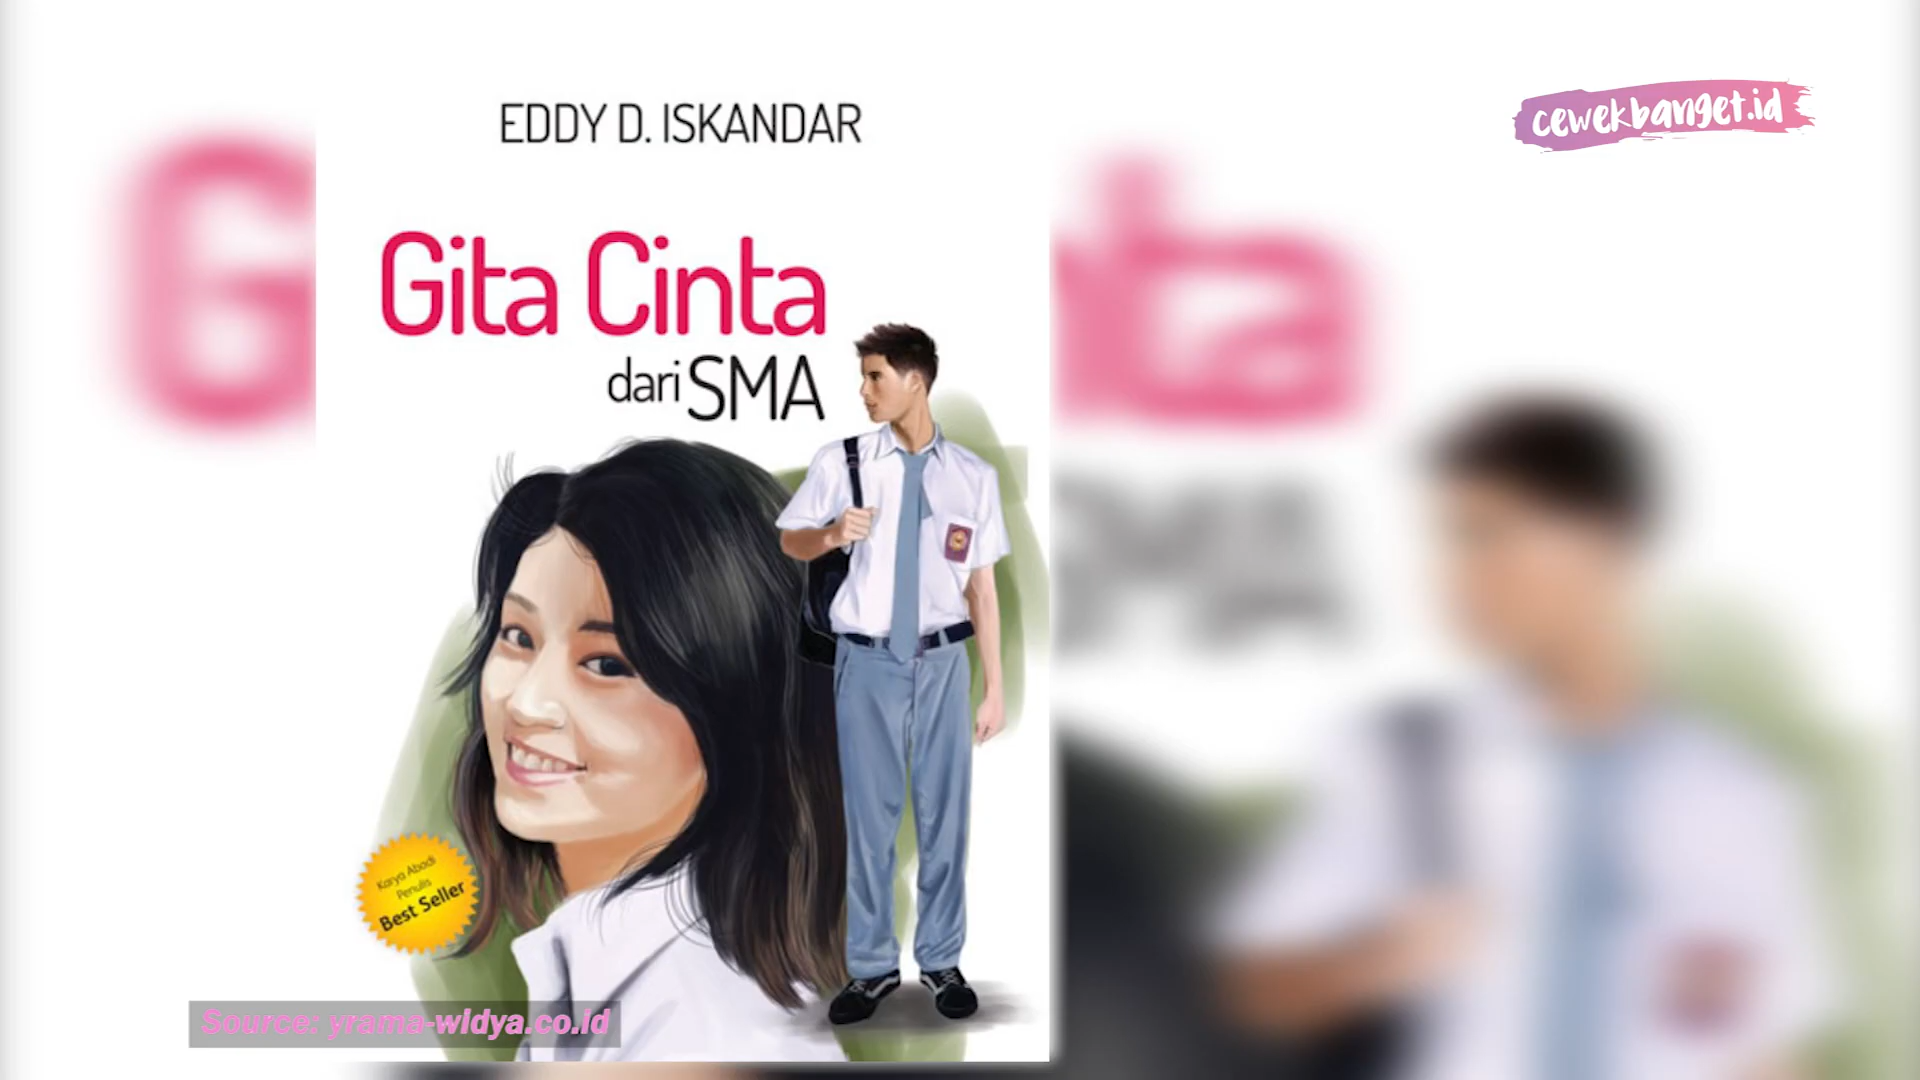 cewekbanget.id
EDDY D. ISKANDAR
Gita Cinta
dari SMA
Karya Abadi
Penulis
Best Seller
Source: yrama-widya.co.id